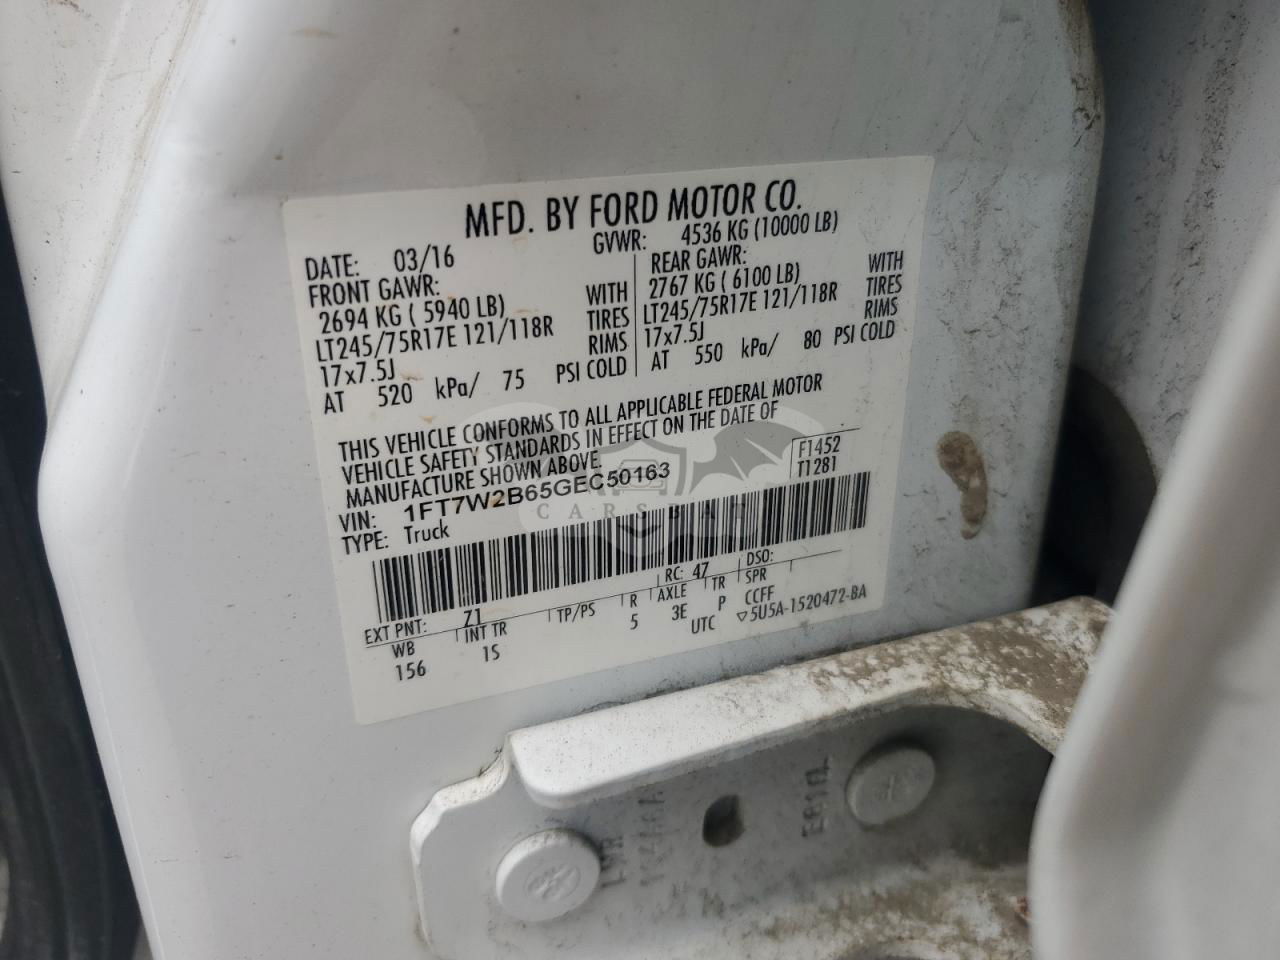 MFD. BY FORD MOTOR CO.
DATE: 03/16 GVWR: 4536 KG (10000 LB)
FRONT GAWR: REAR GAWR:
2694 KG ( 5940 LB) WITH 2767 KG ( 6100 LB) WITH
LT245/75R17E 121/118R TIRES LT245/75R17E 121/118R TIRES
17x7.5J RIMS 17x7.5J RIMS
AT 520 kPa/ 75 PSI COLD AT 550 kPa/ 80 PSI COLD
THIS VEHICLE CONFORMS TO ALL APPLICABLE FEDERAL MOTOR
VEHICLE SAFETY STANDARDS IN EFFECT ON THE DATE OF
MANUFACTURE SHOWN ABOVE.
VIN: 1FT7W2B65GEC50163 F1452
TYPE: Truck T1281
CARSBAT
EXT PNT: Z1 RC: 47 DSO:
WB INT TR TP/PS R AXLE TR SPR
156 1S 5 3E P CCFF
UTC ▽5U5A-1520472-BA